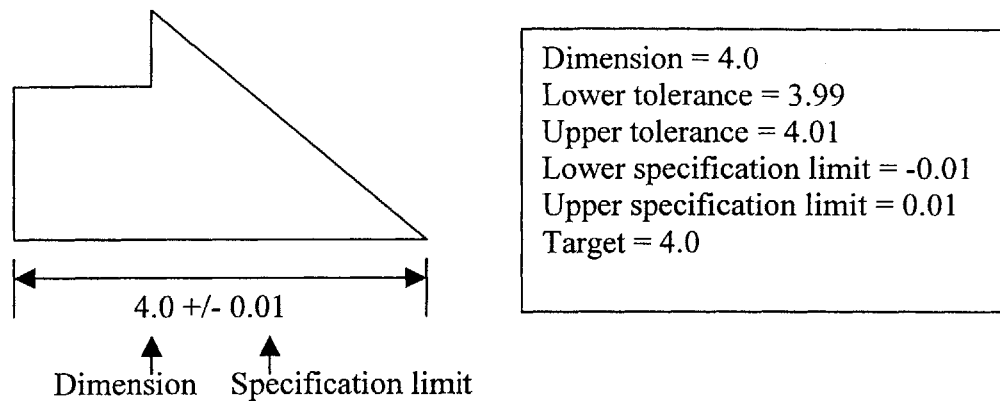 4.0 +/- 0.01
Dimension Specification limit
Dimension = 4.0
Lower tolerance = 3.99
Upper tolerance = 4.01
Lower specification limit = -0.01
Upper specification limit = 0.01
Target = 4.0